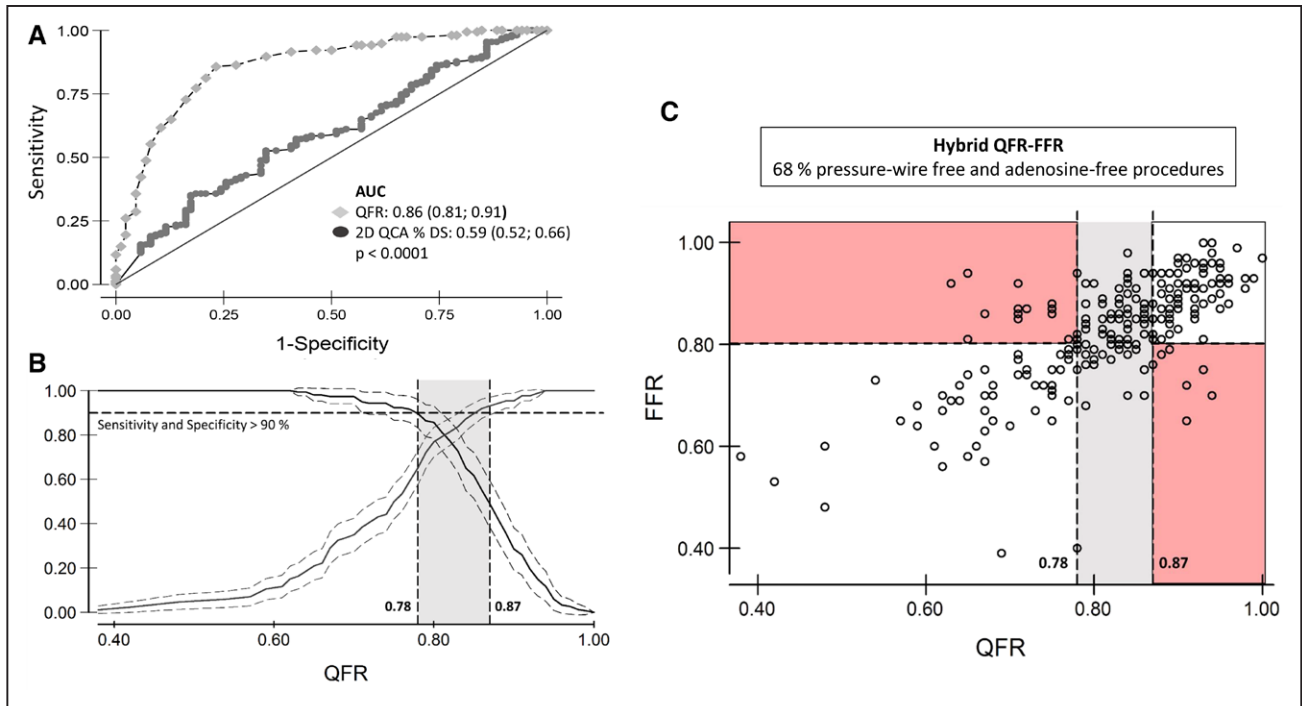 A
1.00
0.75
0.50
0.25
0.00
Sensitivity
AUC
QFR: 0.86 (0.81; 0.91)
2D QCA % DS: 0.59 (0.52; 0.66)
p < 0.0001
0.00 0.25 0.50 0.75 1.00
1-Specificity
B
1.00
0.80
0.60
0.40
0.20
0.00
Sensitivity and Specificity > 90 %
0.78 0.87
0.40 0.60 0.80 1.00
QFR
C
Hybrid QFR-FFR
68 % pressure-wire free and adenosine-free procedures
1.00
0.80
0.60
0.40
FFR
0.78 0.87
0.40 0.60 0.80 1.00
QFR